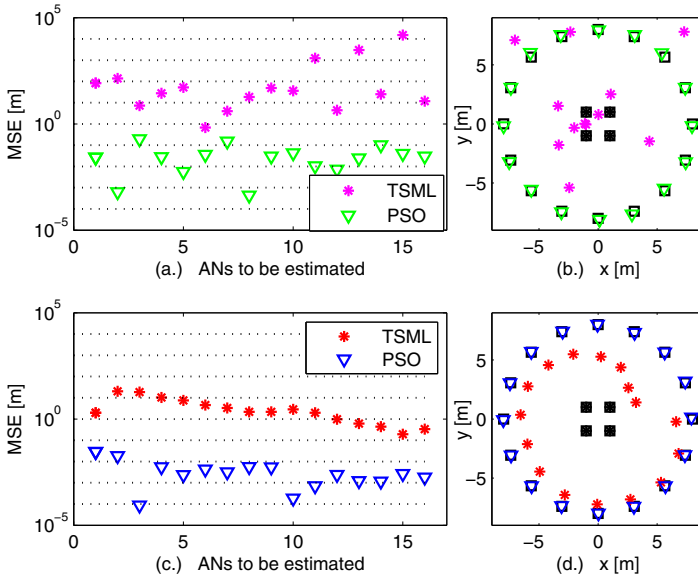 10^5
10^0
10^-5
MSE [m]
0 5 10 15
(a.) ANs to be estimated
TSML
PSO
5
0
-5
y [m]
-5 0 5
(b.) x [m]
10^5
10^0
10^-5
MSE [m]
0 5 10 15
(c.) ANs to be estimated
TSML
PSO
5
0
-5
y [m]
-5 0 5
(d.) x [m]